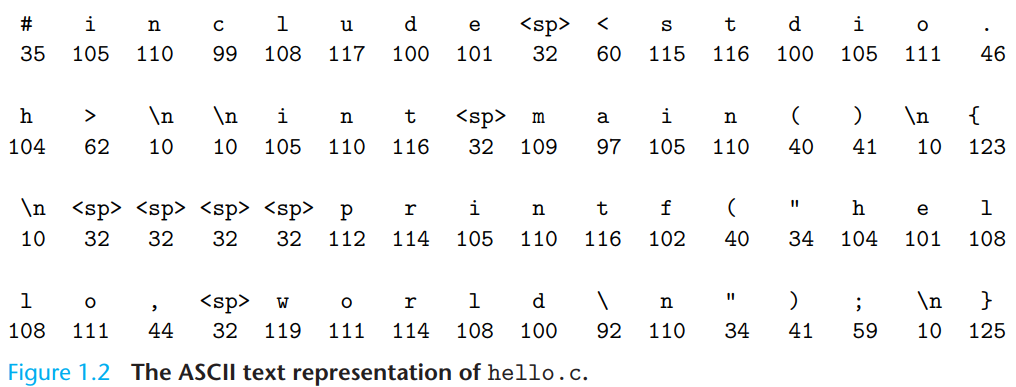 # i n c l u d e <sp> < s t d i o .
35 105 110 99 108 117 100 101 32 60 115 116 100 105 111 46
h > \n \n i n t <sp> m a i n ( ) \n {
104 62 10 10 105 110 116 32 109 97 105 110 40 41 10 123
\n <sp> <sp> <sp> <sp> p r i n t f ( " h e l
10 32 32 32 32 112 114 105 110 116 102 40 34 104 101 108
l o , <sp> w o r l d \ n " ) ; \n }
108 111 44 32 119 111 114 108 100 92 110 34 41 59 10 125
Figure 1.2 The ASCII text representation of hello.c.